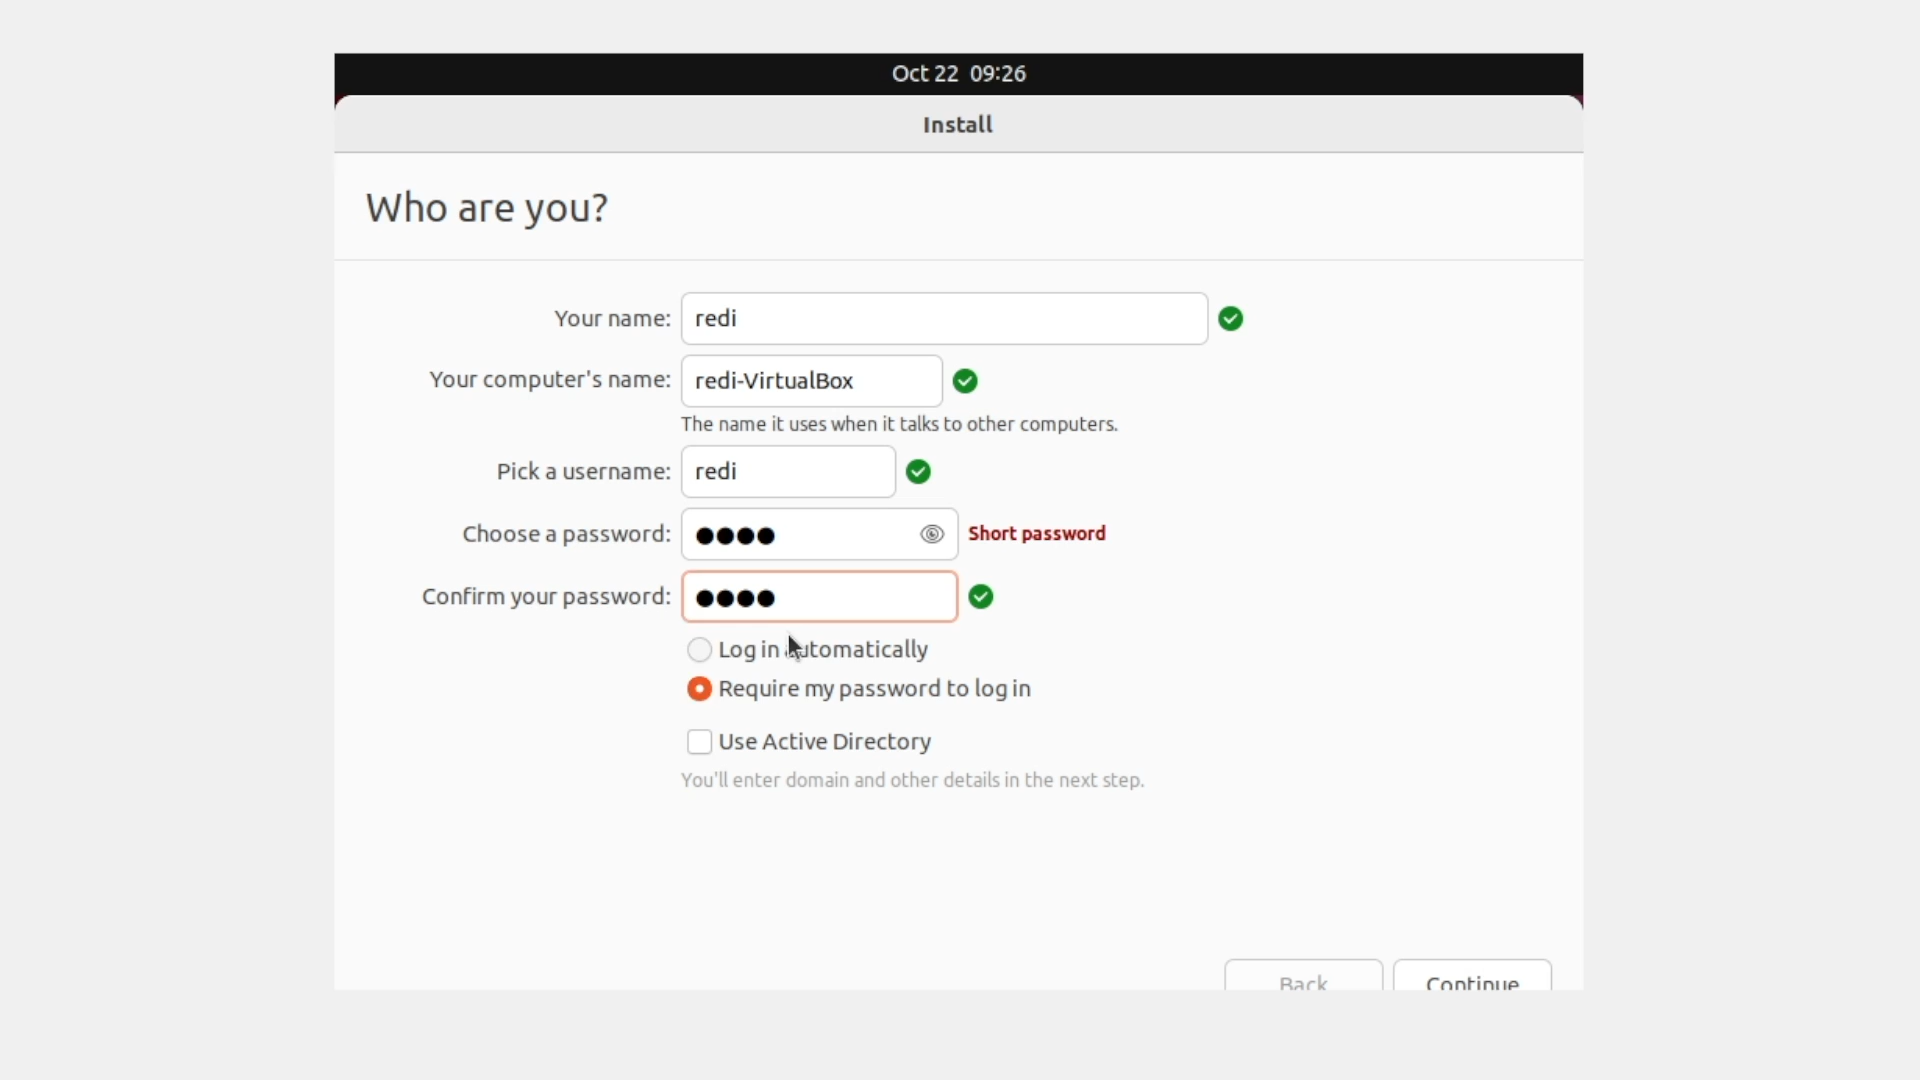 Oct 22 09:26
Install
Who are you?
Your name: redi
Your computer's name: redi-VirtualBox
The name it uses when it talks to other computers.
Pick a username: redi
Choose a password: ●●●● Short password
Confirm your password: ●●●●
Log in automatically
Require my password to log in
Use Active Directory
You'll enter domain and other details in the next step.
Back Continue